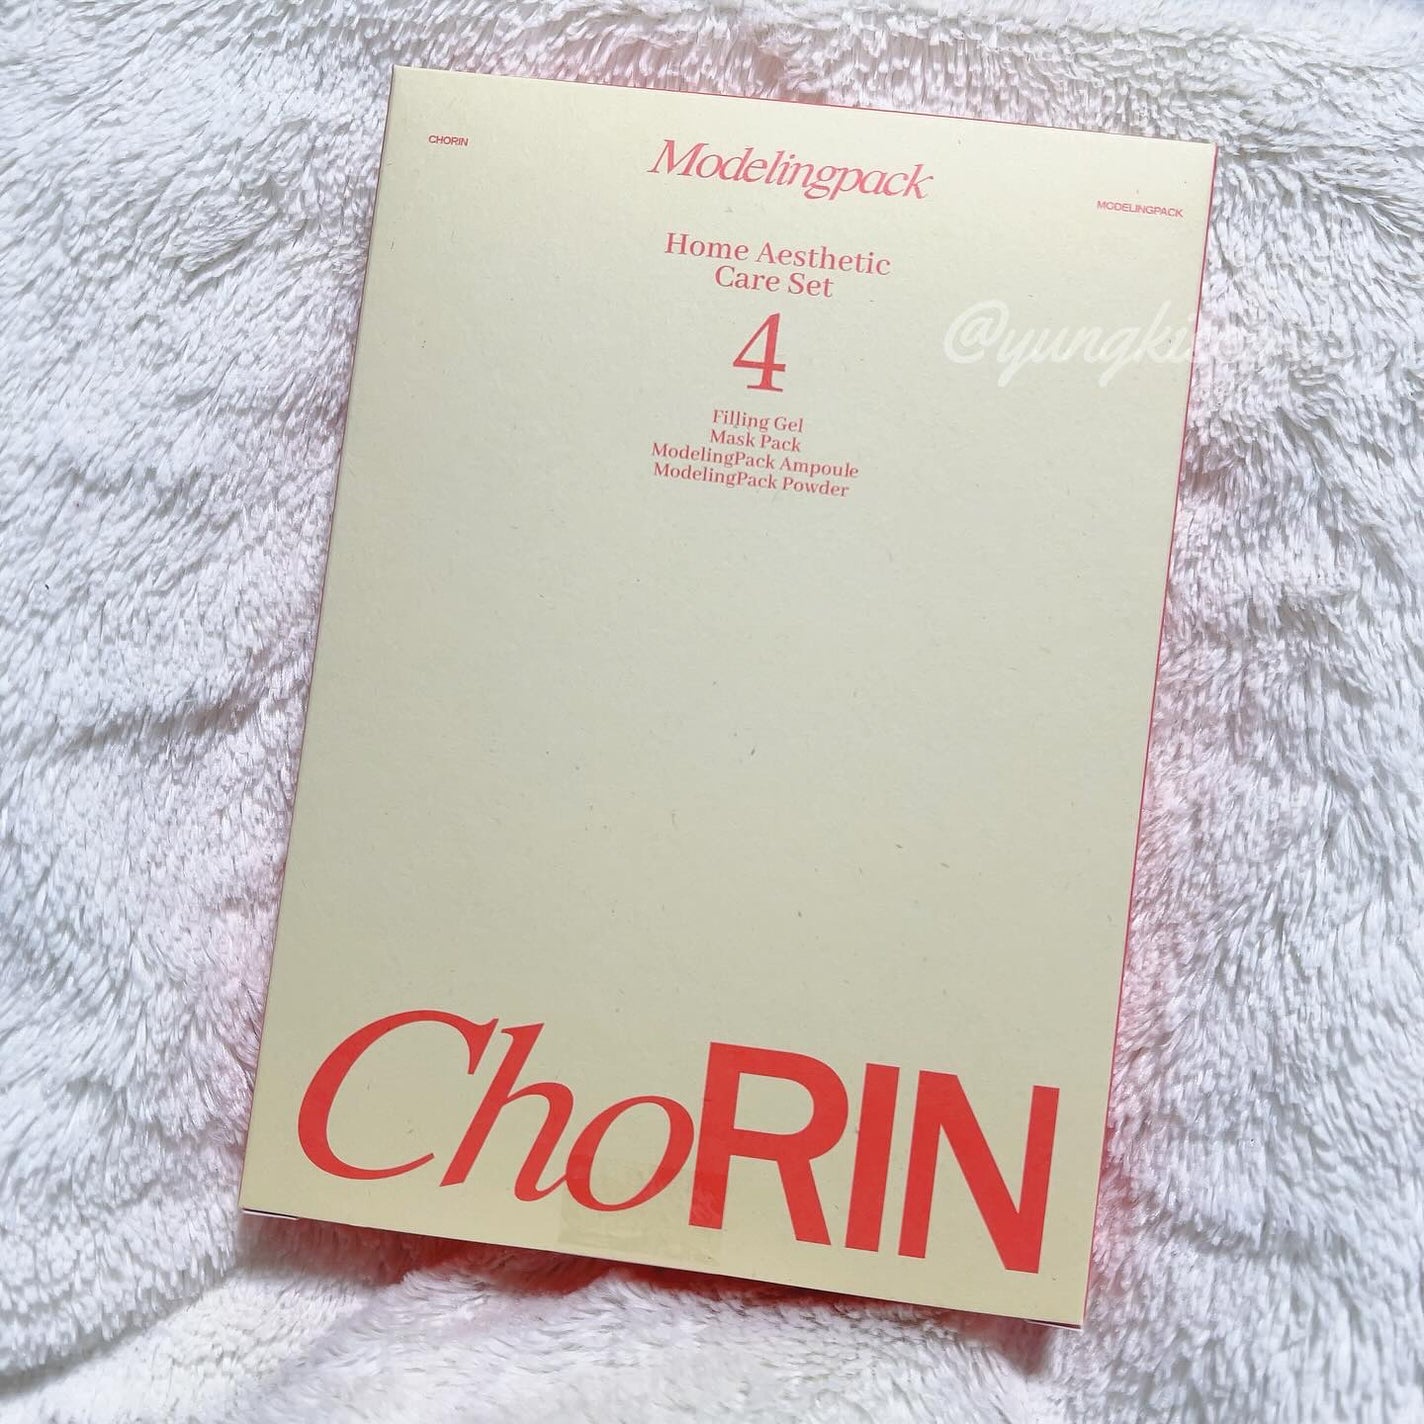 CHORIN
Modelingpack
MODELINGPACK
Home Aesthetic
Care Set
4
Filling Gel
Mask Pack
ModelingPack Ampoule
ModelingPack Powder
ChoRIN